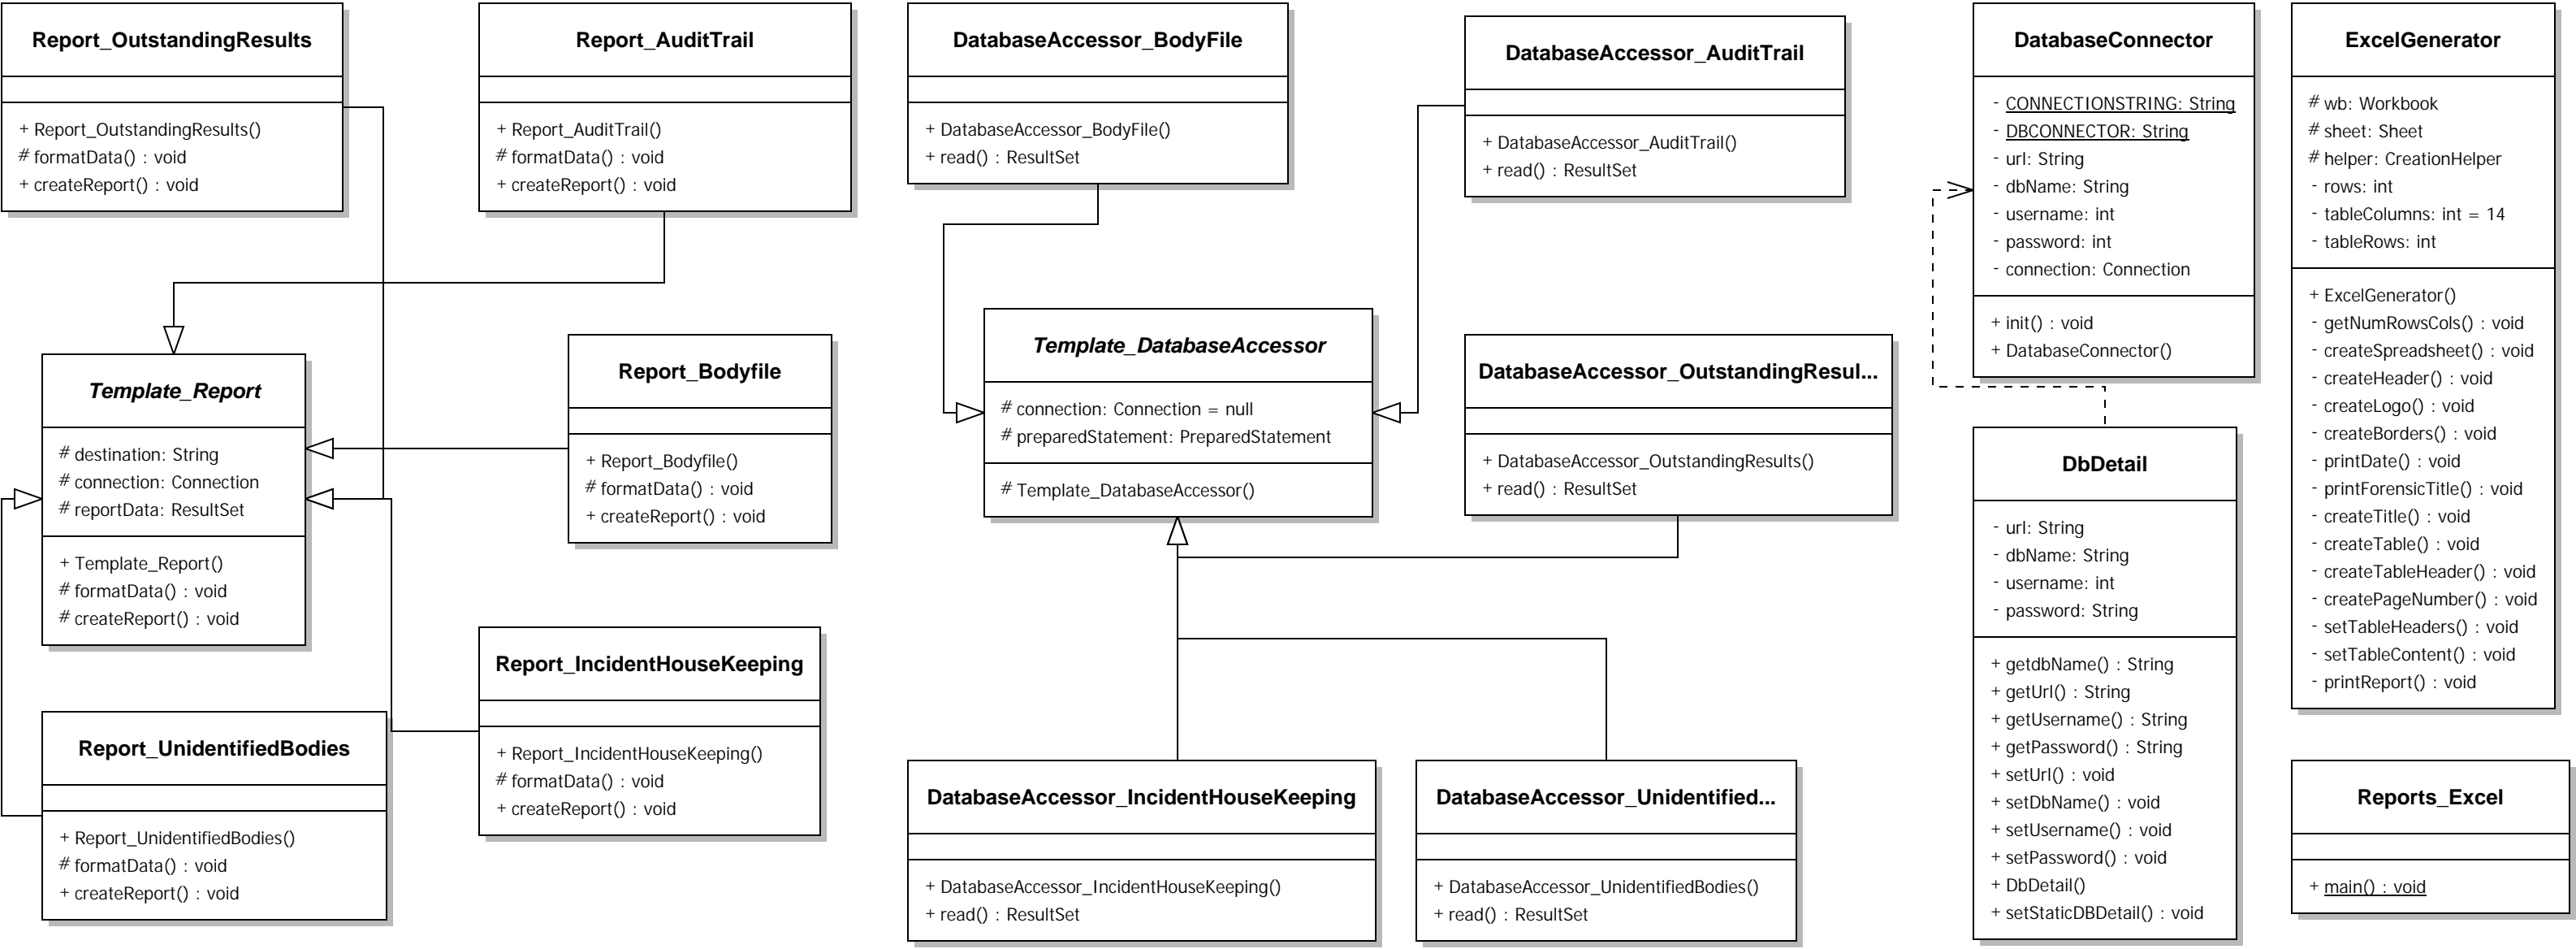 Report_OutstandingResults
+ Report_OutstandingResults()
# formatData() : void
+ createReport() : void
Report_AuditTrail
+ Report_AuditTrail()
# formatData() : void
+ createReport() : void
DatabaseAccessor_BodyFile
+ DatabaseAccessor_BodyFile()
+ read() : ResultSet
DatabaseAccessor_AuditTrail
+ DatabaseAccessor_AuditTrail()
+ read() : ResultSet
DatabaseConnector
- CONNECTIONSTRING: String
- DBCONNECTOR: String
- url: String
- dbName: String
- username: int
- password: int
- connection: Connection
+ init() : void
+ DatabaseConnector()
ExcelGenerator
# wb: Workbook
# sheet: Sheet
# helper: CreationHelper
- rows: int
- tableColumns: int = 14
- tableRows: int
+ ExcelGenerator()
- getNumRowsCols() : void
- createSpreadsheet() : void
- createHeader() : void
- createLogo() : void
- createBorders() : void
- printDate() : void
- printForensicTitle() : void
- createTitle() : void
- createTable() : void
- createTableHeader() : void
- createPageNumber() : void
- setTableHeaders() : void
- setTableContent() : void
- printReport() : void
Template_Report
# destination: String
# connection: Connection
# reportData: ResultSet
+ Template_Report()
# formatData() : void
# createReport() : void
Report_Bodyfile
+ Report_Bodyfile()
# formatData() : void
+ createReport() : void
Template_DatabaseAccessor
# connection: Connection = null
# preparedStatement: PreparedStatement
# Template_DatabaseAccessor()
DatabaseAccessor_OutstandingResul...
+ DatabaseAccessor_OutstandingResults()
+ read() : ResultSet
DbDetail
- url: String
- dbName: String
- username: int
- password: String
+ getdbName() : String
+ getUrl() : String
+ getUsername() : String
+ getPassword() : String
+ setUrl() : void
+ setDbName() : void
+ setUsername() : void
+ setPassword() : void
+ DbDetail()
+ setStaticDBDetail() : void
Report_IncidentHouseKeeping
+ Report_IncidentHouseKeeping()
# formatData() : void
+ createReport() : void
Report_UnidentifiedBodies
+ Report_UnidentifiedBodies()
# formatData() : void
+ createReport() : void
DatabaseAccessor_IncidentHouseKeeping
+ DatabaseAccessor_IncidentHouseKeeping()
+ read() : ResultSet
DatabaseAccessor_Unidentified...
+ DatabaseAccessor_UnidentifiedBodies()
+ read() : ResultSet
Reports_Excel
+ main() : void